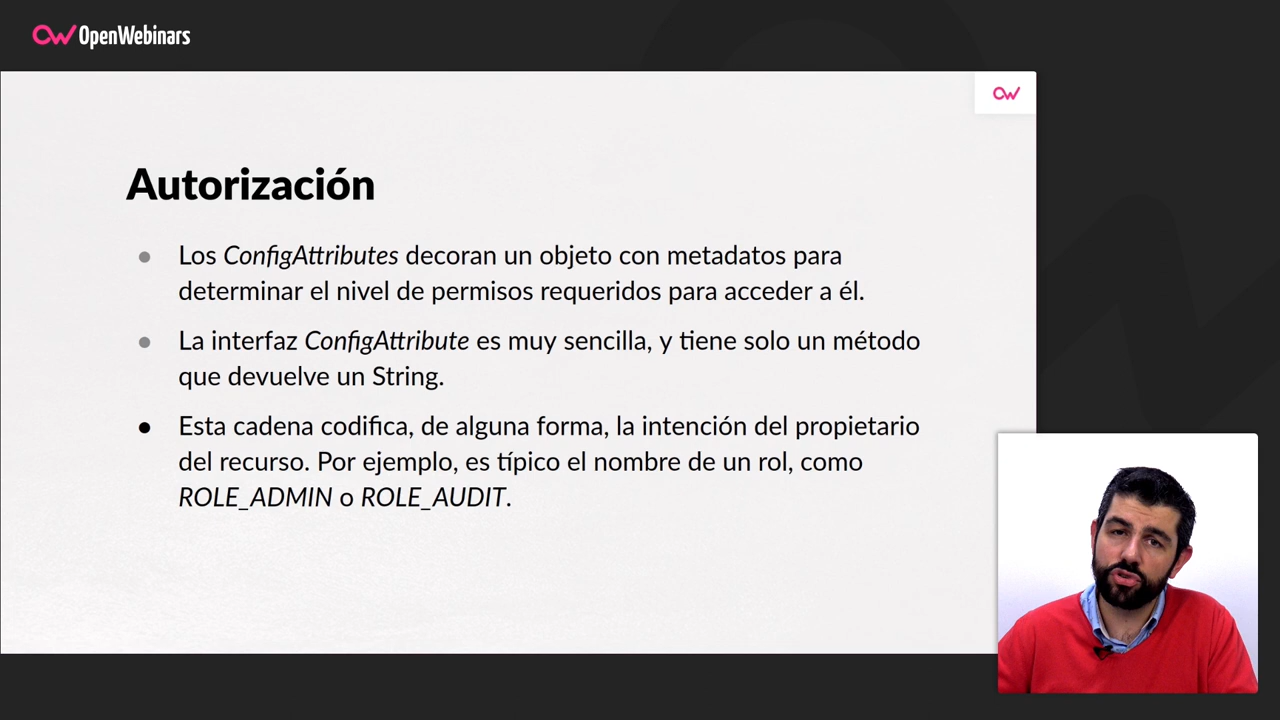 OpenWebinars
Autorización
Los ConfigAttributes decoran un objeto con metadatos para
determinar el nivel de permisos requeridos para acceder a él.
La interfaz ConfigAttribute es muy sencilla, y tiene solo un método
que devuelve un String.
Esta cadena codifica, de alguna forma, la intención del propietario
del recurso. Por ejemplo, es típico el nombre de un rol, como
ROLE_ADMIN o ROLE_AUDIT.